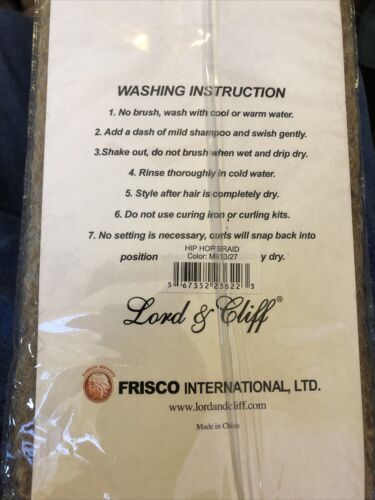 WASHING INSTRUCTION
1. No brush, wash with cool or warm water.
2. Add a dash of mild shampoo and swish gently.
3.Shake out, do not brush when wet and drip dry.
4. Rinse thoroughly in cold water.
5. Style after hair is completely dry.
6. Do not use curing iron or curling kits.
7. No setting is necessary, curls will snap back into
position y dry.
HIP HOP BRAID
Color: M613/27
5 67352 23622 3
Lord & Cliff®
FRISCO INTERNATIONAL, LTD.
www.lordandcliff.com
Made in China